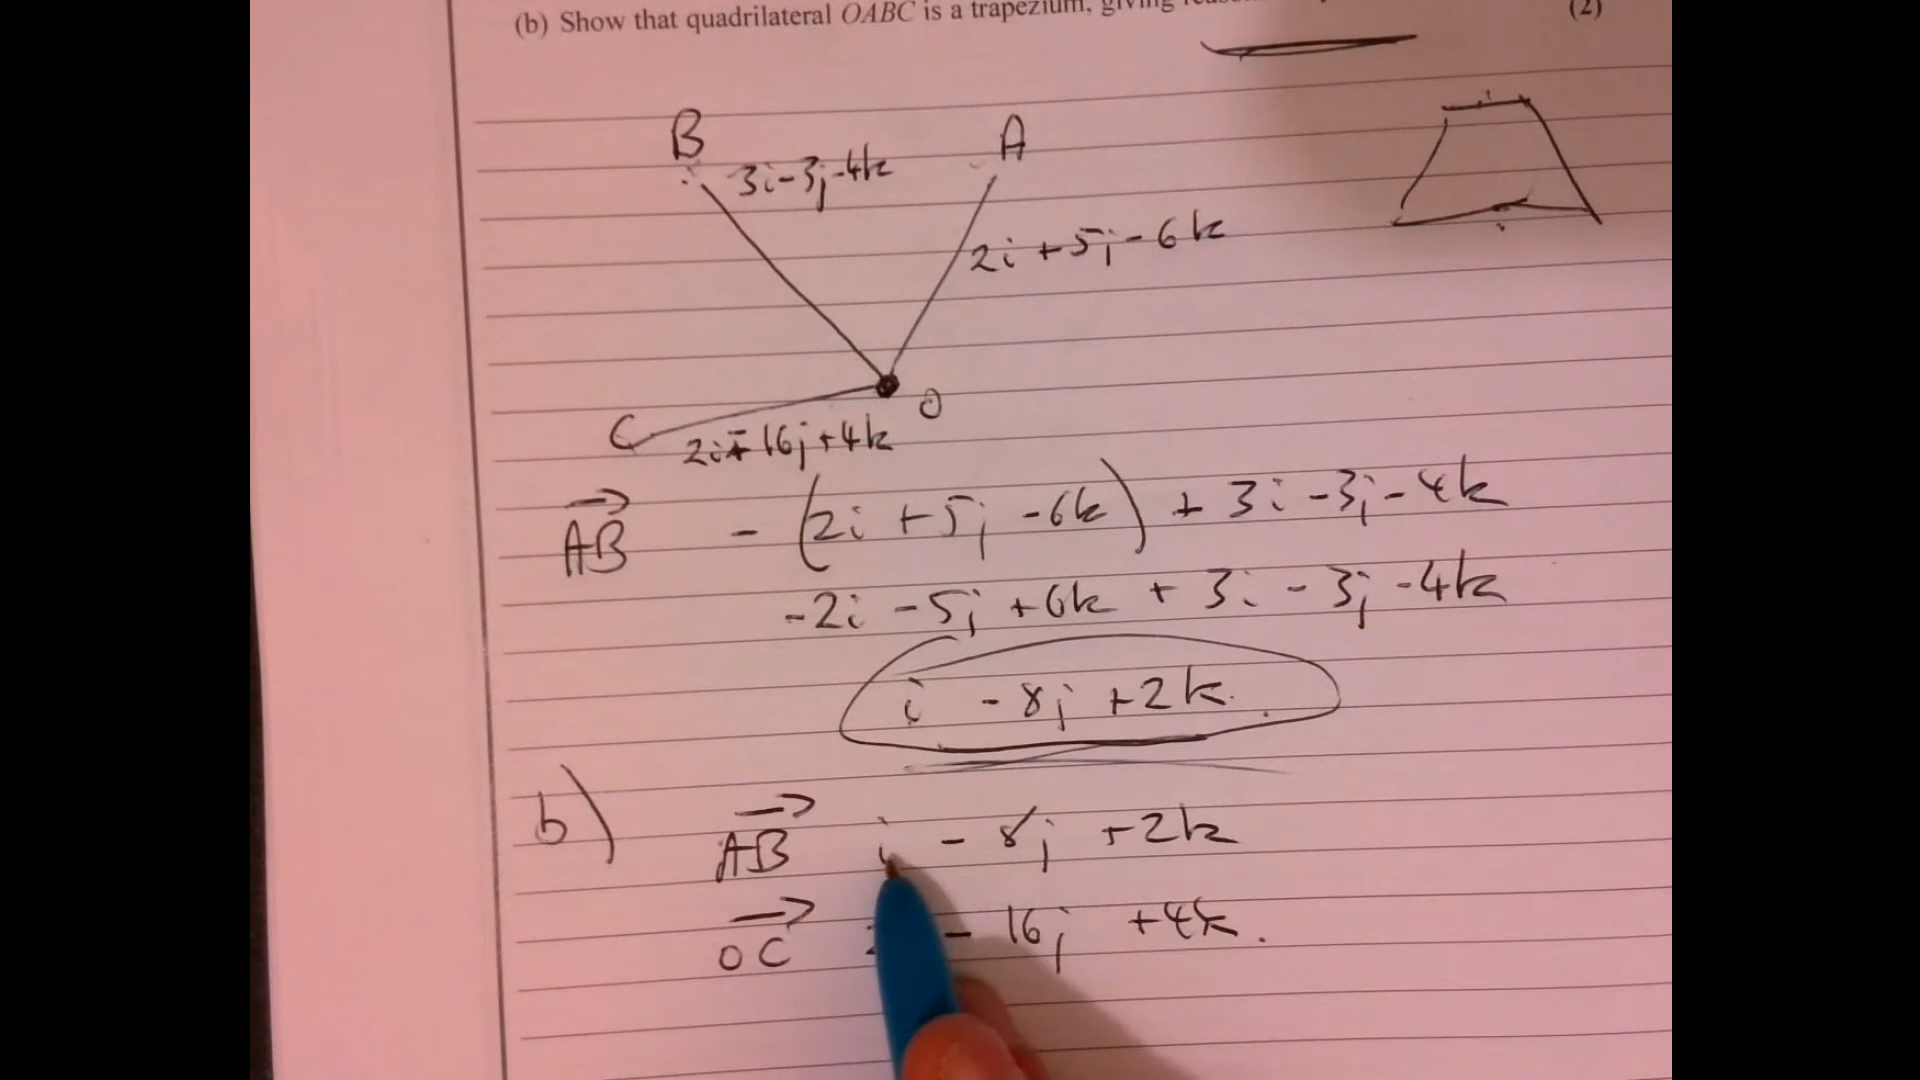 (b) Show that quadrilateral OABC is a trapezium, giving
(2)
B
A
3i-3j-4k
2i+5j-6k
O
C
2i-16j+4k
AB -(2i+5j-6k)+3i-3j-4k
-2i-5j+6k+3i-3j-4k
i-8j+2k.
b) AB i-8j+2k
OC -16j+4k.